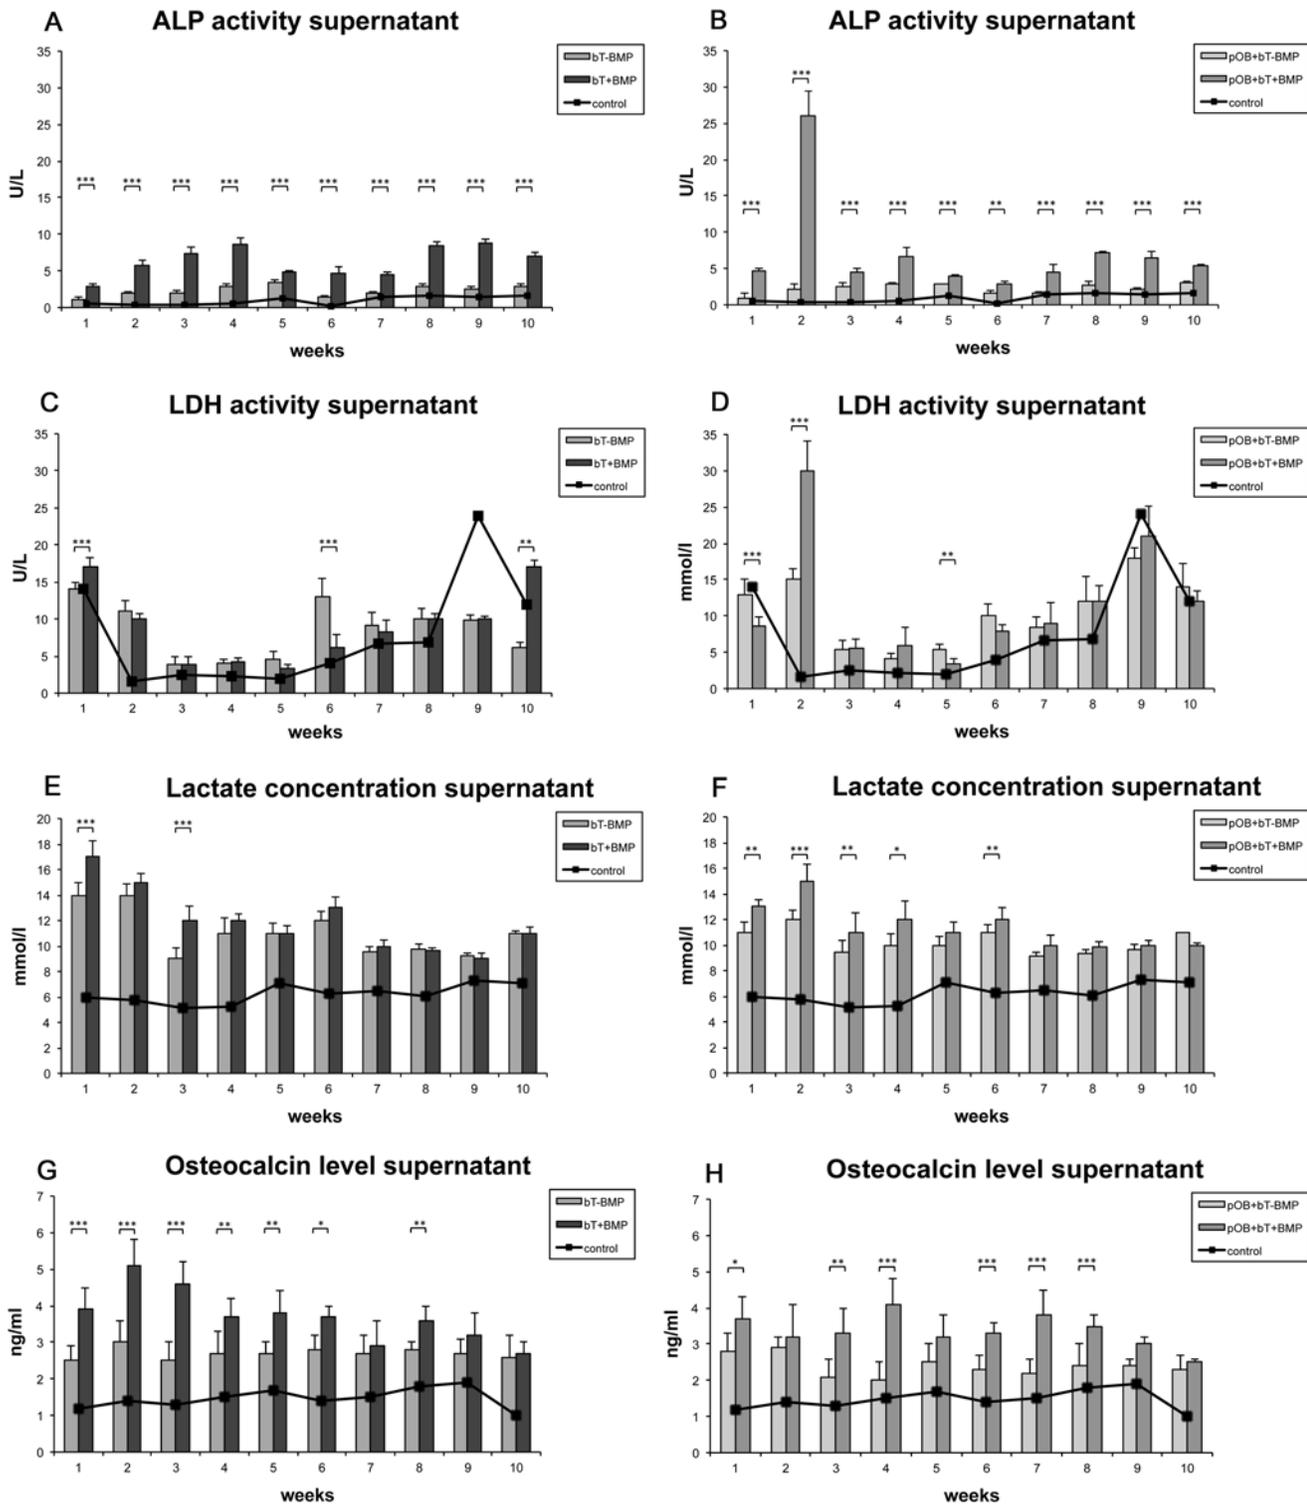 A
ALP activity supernatant
35
30
25
20
15
10
5
0
U/L
bT-BMP
bT+BMP
control
*** *** *** *** *** *** *** *** *** ***
1 2 3 4 5 6 7 8 9 10
weeks
B
ALP activity supernatant
35
30
25
20
15
10
5
0
U/L
pOB+bT-BMP
pOB+bT+BMP
control
***
*** *** *** *** ** *** *** *** ***
1 2 3 4 5 6 7 8 9 10
weeks
C
LDH activity supernatant
35
30
25
20
15
10
5
0
U/L
bT-BMP
bT+BMP
control
*** *** **
1 2 3 4 5 6 7 8 9 10
weeks
D
LDH activity supernatant
35
30
25
20
15
10
5
0
mmol/l
pOB+bT-BMP
pOB+bT+BMP
control
***
*** **
1 2 3 4 5 6 7 8 9 10
weeks
E
Lactate concentration supernatant
20
18
16
14
12
10
8
6
4
2
0
mmol/l
bT-BMP
bT+BMP
control
*** ***
1 2 3 4 5 6 7 8 9 10
weeks
F
Lactate concentration supernatant
20
18
16
14
12
10
8
6
4
2
0
mmol/l
pOB+bT-BMP
pOB+bT+BMP
control
** *** ** * **
1 2 3 4 5 6 7 8 9 10
weeks
G
Osteocalcin level supernatant
7
6
5
4
3
2
1
0
ng/ml
bT-BMP
bT+BMP
control
*** *** *** ** ** * **
1 2 3 4 5 6 7 8 9 10
weeks
H
Osteocalcin level supernatant
7
6
5
4
3
2
1
0
ng/ml
pOB+bT-BMP
pOB+bT+BMP
control
* ** *** *** *** ***
1 2 3 4 5 6 7 8 9 10
weeks